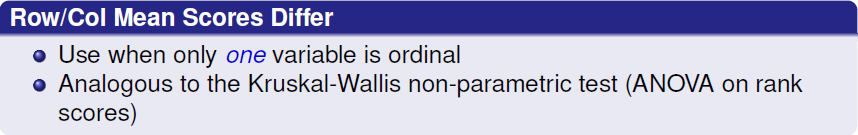 Row/Col Mean Scores Differ
Use when only one variable is ordinal
Analogous to the Kruskal-Wallis non-parametric test (ANOVA on rank
scores)